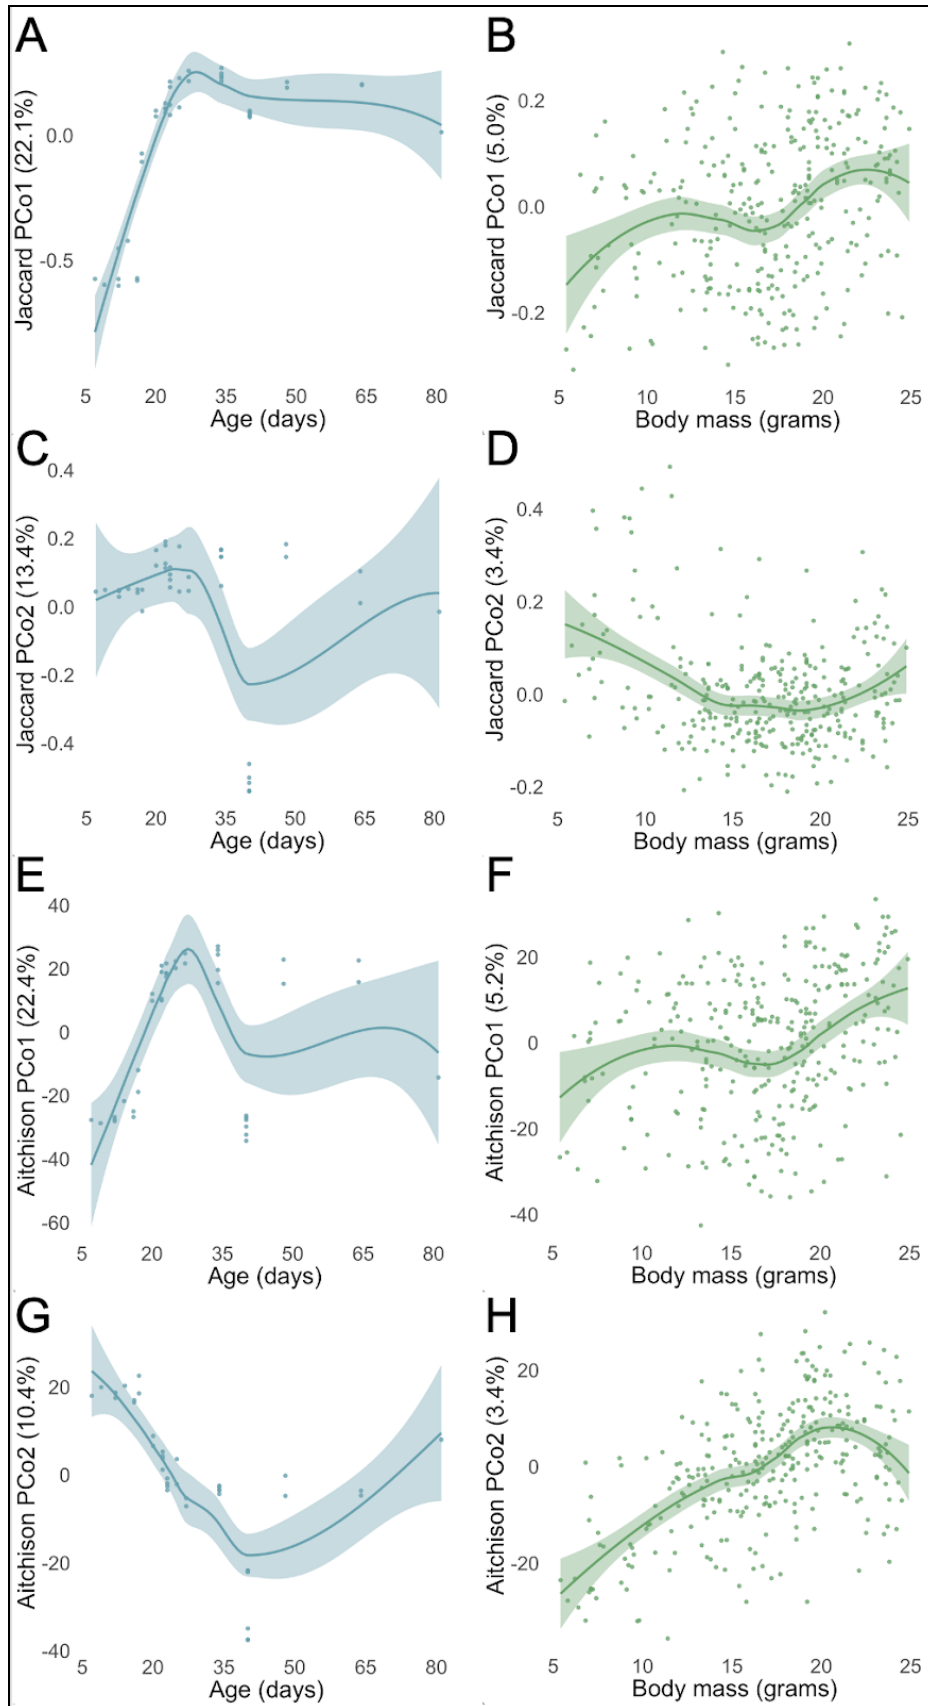 A
Jaccard PCo1 (22.1%)
0.0
-0.5
5 20 35 50 65 80
Age (days)
B
Jaccard PCo1 (5.0%)
0.2
0.0
-0.2
5 10 15 20 25
Body mass (grams)
C
Jaccard PCo2 (13.4%)
0.4
0.2
0.0
-0.2
-0.4
5 20 35 50 65 80
Age (days)
D
Jaccard PCo2 (3.4%)
0.4
0.2
0.0
-0.2
5 10 15 20 25
Body mass (grams)
E
Aitchison PCo1 (22.4%)
40
20
0
-20
-40
-60
5 20 35 50 65 80
Age (days)
F
Aitchison PCo1 (5.2%)
20
0
-20
-40
5 10 15 20 25
Body mass (grams)
G
Aitchison PCo2 (10.4%)
20
0
-20
-40
5 20 35 50 65 80
Age (days)
H
Aitchison PCo2 (3.4%)
20
0
-20
5 10 15 20 25
Body mass (grams)